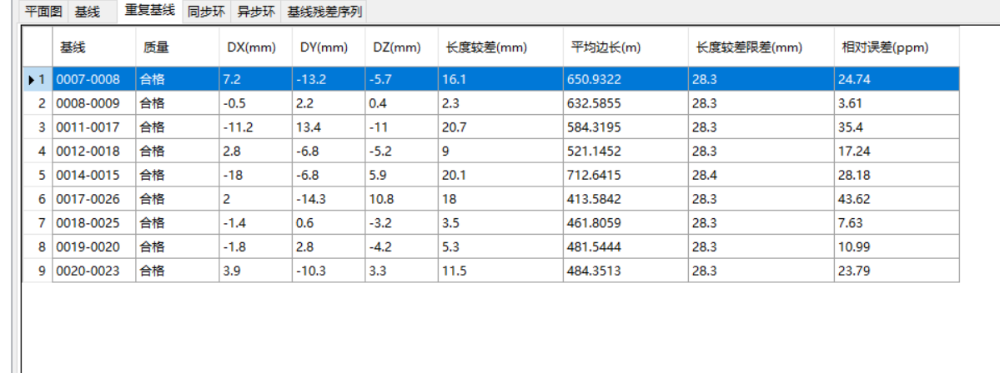 平面图 基线 重复基线 同步环 异步环 基线残差序列
基线 质量 DX(mm) DY(mm) DZ(mm) 长度较差(mm) 平均边长(m) 长度较差限差(mm) 相对误差(ppm)
1 0007-0008 合格 7.2 -13.2 -5.7 16.1 650.9322 28.3 24.74
2 0008-0009 合格 -0.5 2.2 0.4 2.3 632.5855 28.3 3.61
3 0011-0017 合格 -11.2 13.4 -11 20.7 584.3195 28.3 35.4
4 0012-0018 合格 2.8 -6.8 -5.2 9 521.1452 28.3 17.24
5 0014-0015 合格 -18 -6.8 5.9 20.1 712.6415 28.4 28.18
6 0017-0026 合格 2 -14.3 10.8 18 413.5842 28.3 43.62
7 0018-0025 合格 -1.4 0.6 -3.2 3.5 461.8059 28.3 7.63
8 0019-0020 合格 -1.8 2.8 -4.2 5.3 481.5444 28.3 10.99
9 0020-0023 合格 3.9 -10.3 3.3 11.5 484.3513 28.3 23.79